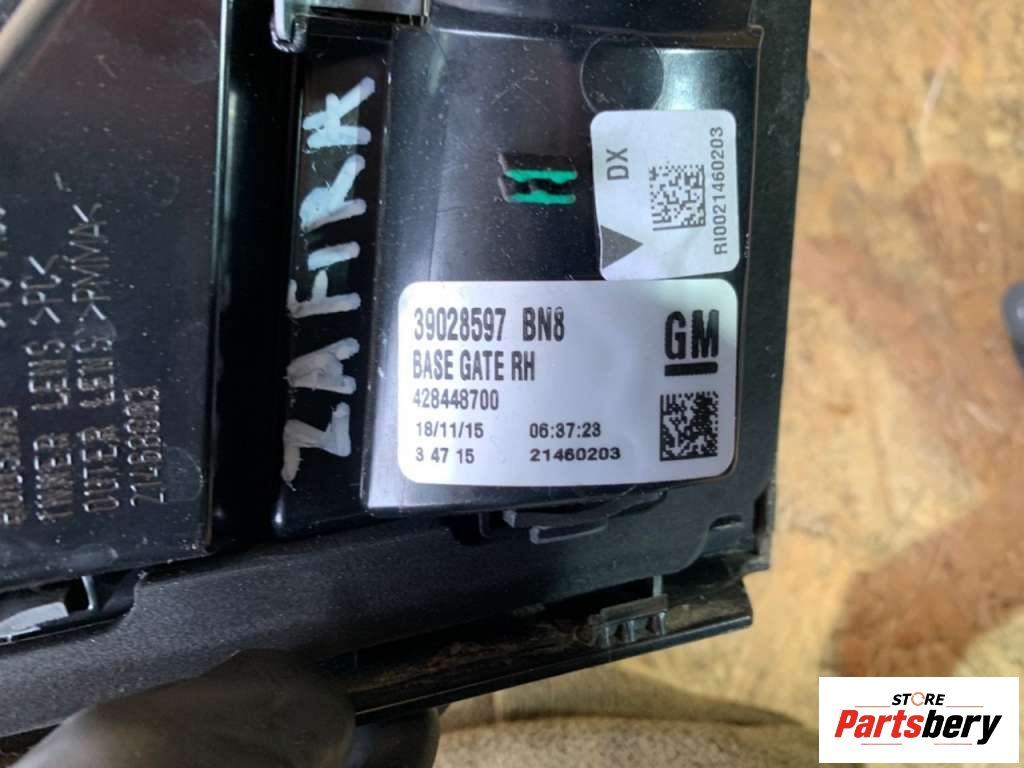 ZAFIRA
DX
RI0021460203
39028597 BN8
GM
BASE GATE RH
428448700
18/11/15 06:37:23
3 47 15 21460203
INNER LENS >PC<
OUTER LENS >PMMA<
STORE
Partsbery